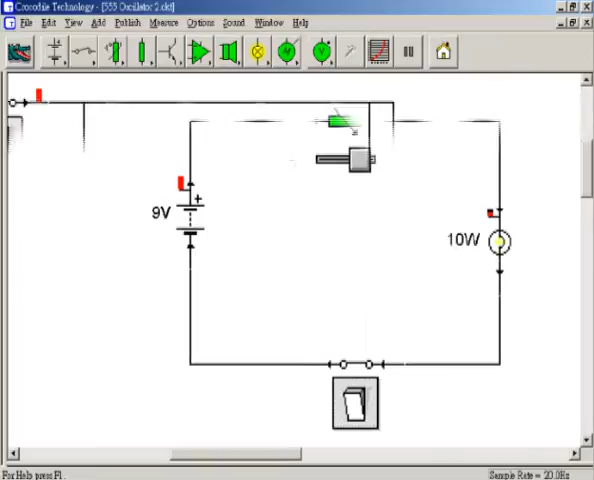 Crocodile Technology - [555 Oscillator 2.ckt]
File Edit View Add Publish Measure Options Sound Window Help
9V
10W
For Help press F1.
Sample Rate = 20.0Hz